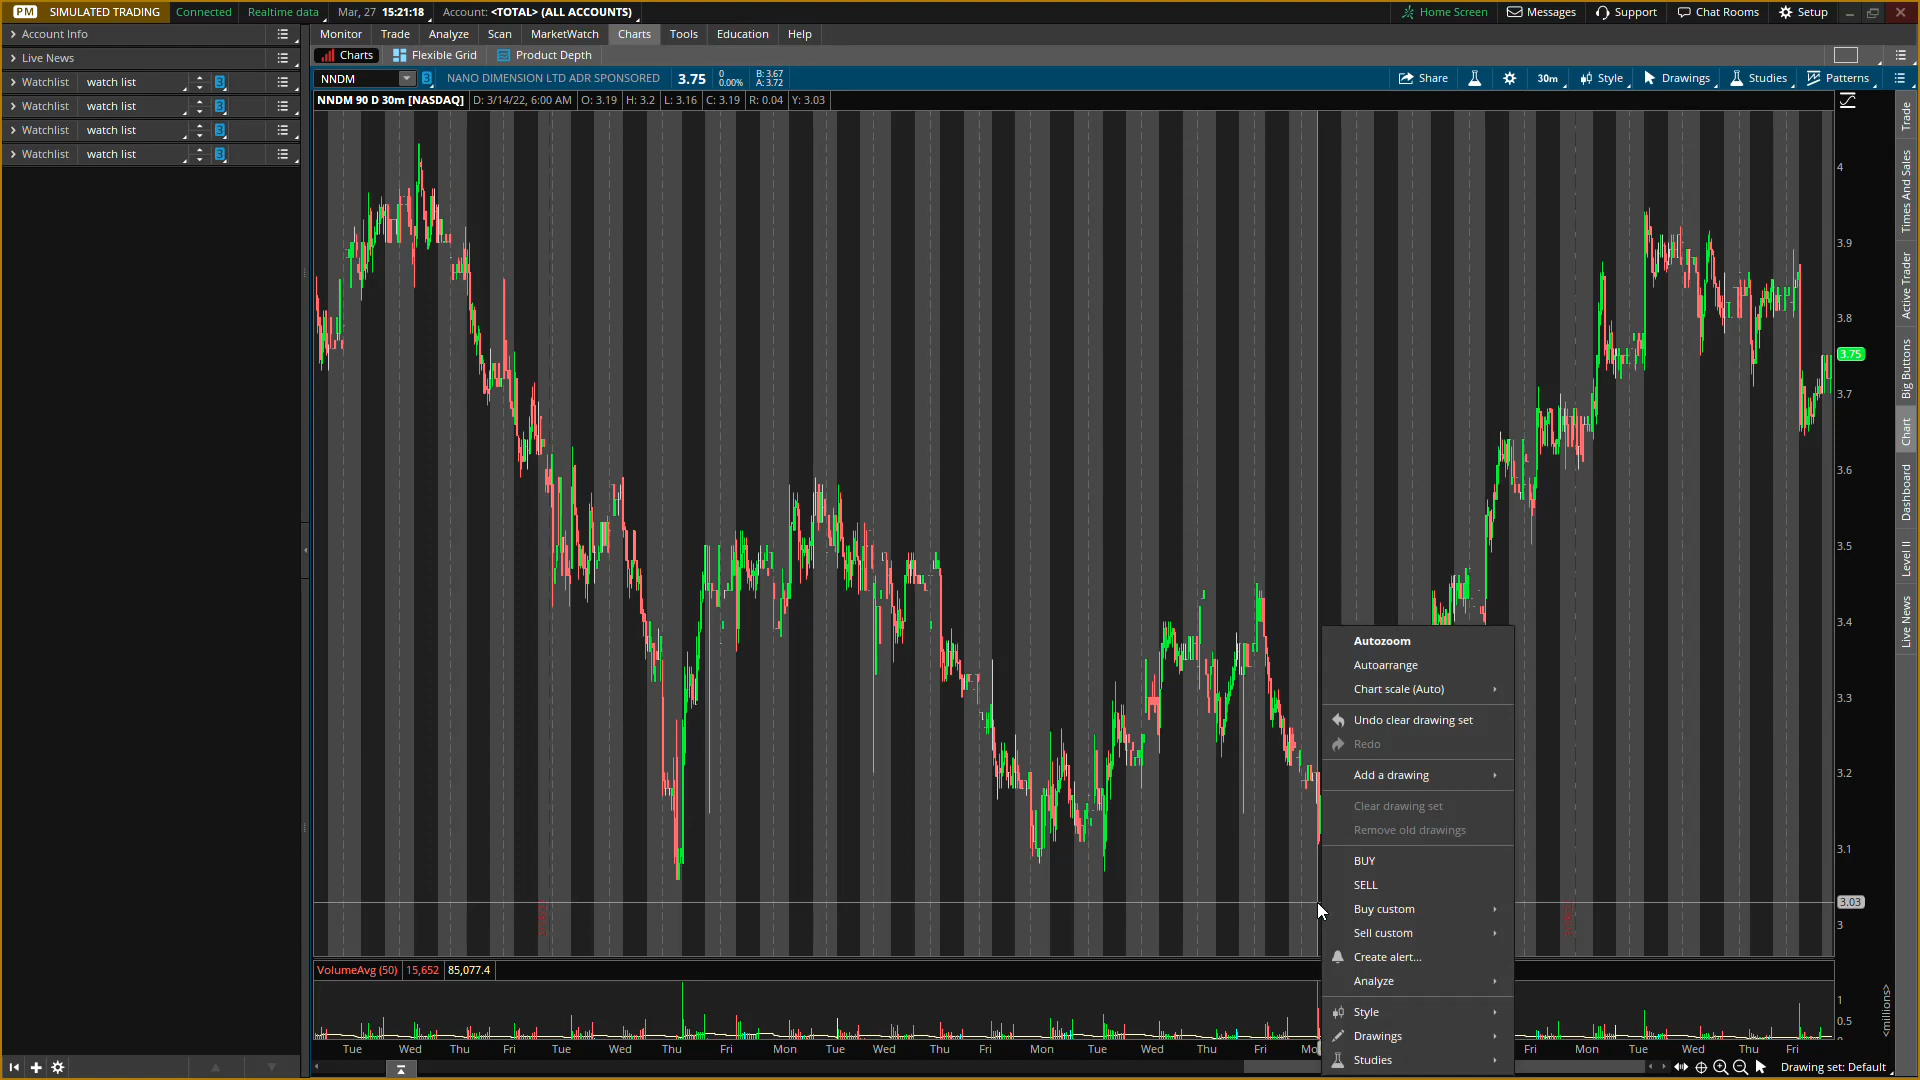 PM SIMULATED TRADING Connected Realtime data Mar, 27 15:21:18 Account: <TOTAL> (ALL ACCOUNTS) Home Screen Messages Support Chat Rooms Setup
Account Info
Live News
Watchlist watch list 3
Watchlist watch list 3
Watchlist watch list 3
Watchlist watch list 3
Monitor Trade Analyze Scan MarketWatch Charts Tools Education Help
Charts Flexible Grid Product Depth
NNDM 3 NANO DIMENSION LTD ADR SPONSORED 3.75 0 0.00% B: 3.67 A: 3.72 Share 30m Style Drawings Studies Patterns
NNDM 90 D 30m [NASDAQ] D: 3/14/22, 6:00 AM O: 3.19 H: 3.2 L: 3.16 C: 3.19 R: 0.04 Y: 3.03
4
3.9
3.8
3.75
3.7
3.6
3.5
3.4
3.3
3.2
3.1
3.03
3
Trade
Times And Sales
Active Trader
Big Buttons
Chart
Dashboard
Level II
Live News
Autozoom
Autoarrange
Chart scale (Auto)
Undo clear drawing set
Redo
Add a drawing
Clear drawing set
Remove old drawings
BUY
SELL
Buy custom
Sell custom
Create alert...
Analyze
Style
Drawings
Studies
VolumeAvg (50) 15,652 85,077.4
1
0.5
<millions>
Tue Wed Thu Fri Tue Wed Thu Fri Mon Tue Wed Thu Fri Mon Tue Wed Thu Fri Mo Fri Mon Tue Wed Thu Fri
Drawing set: Default